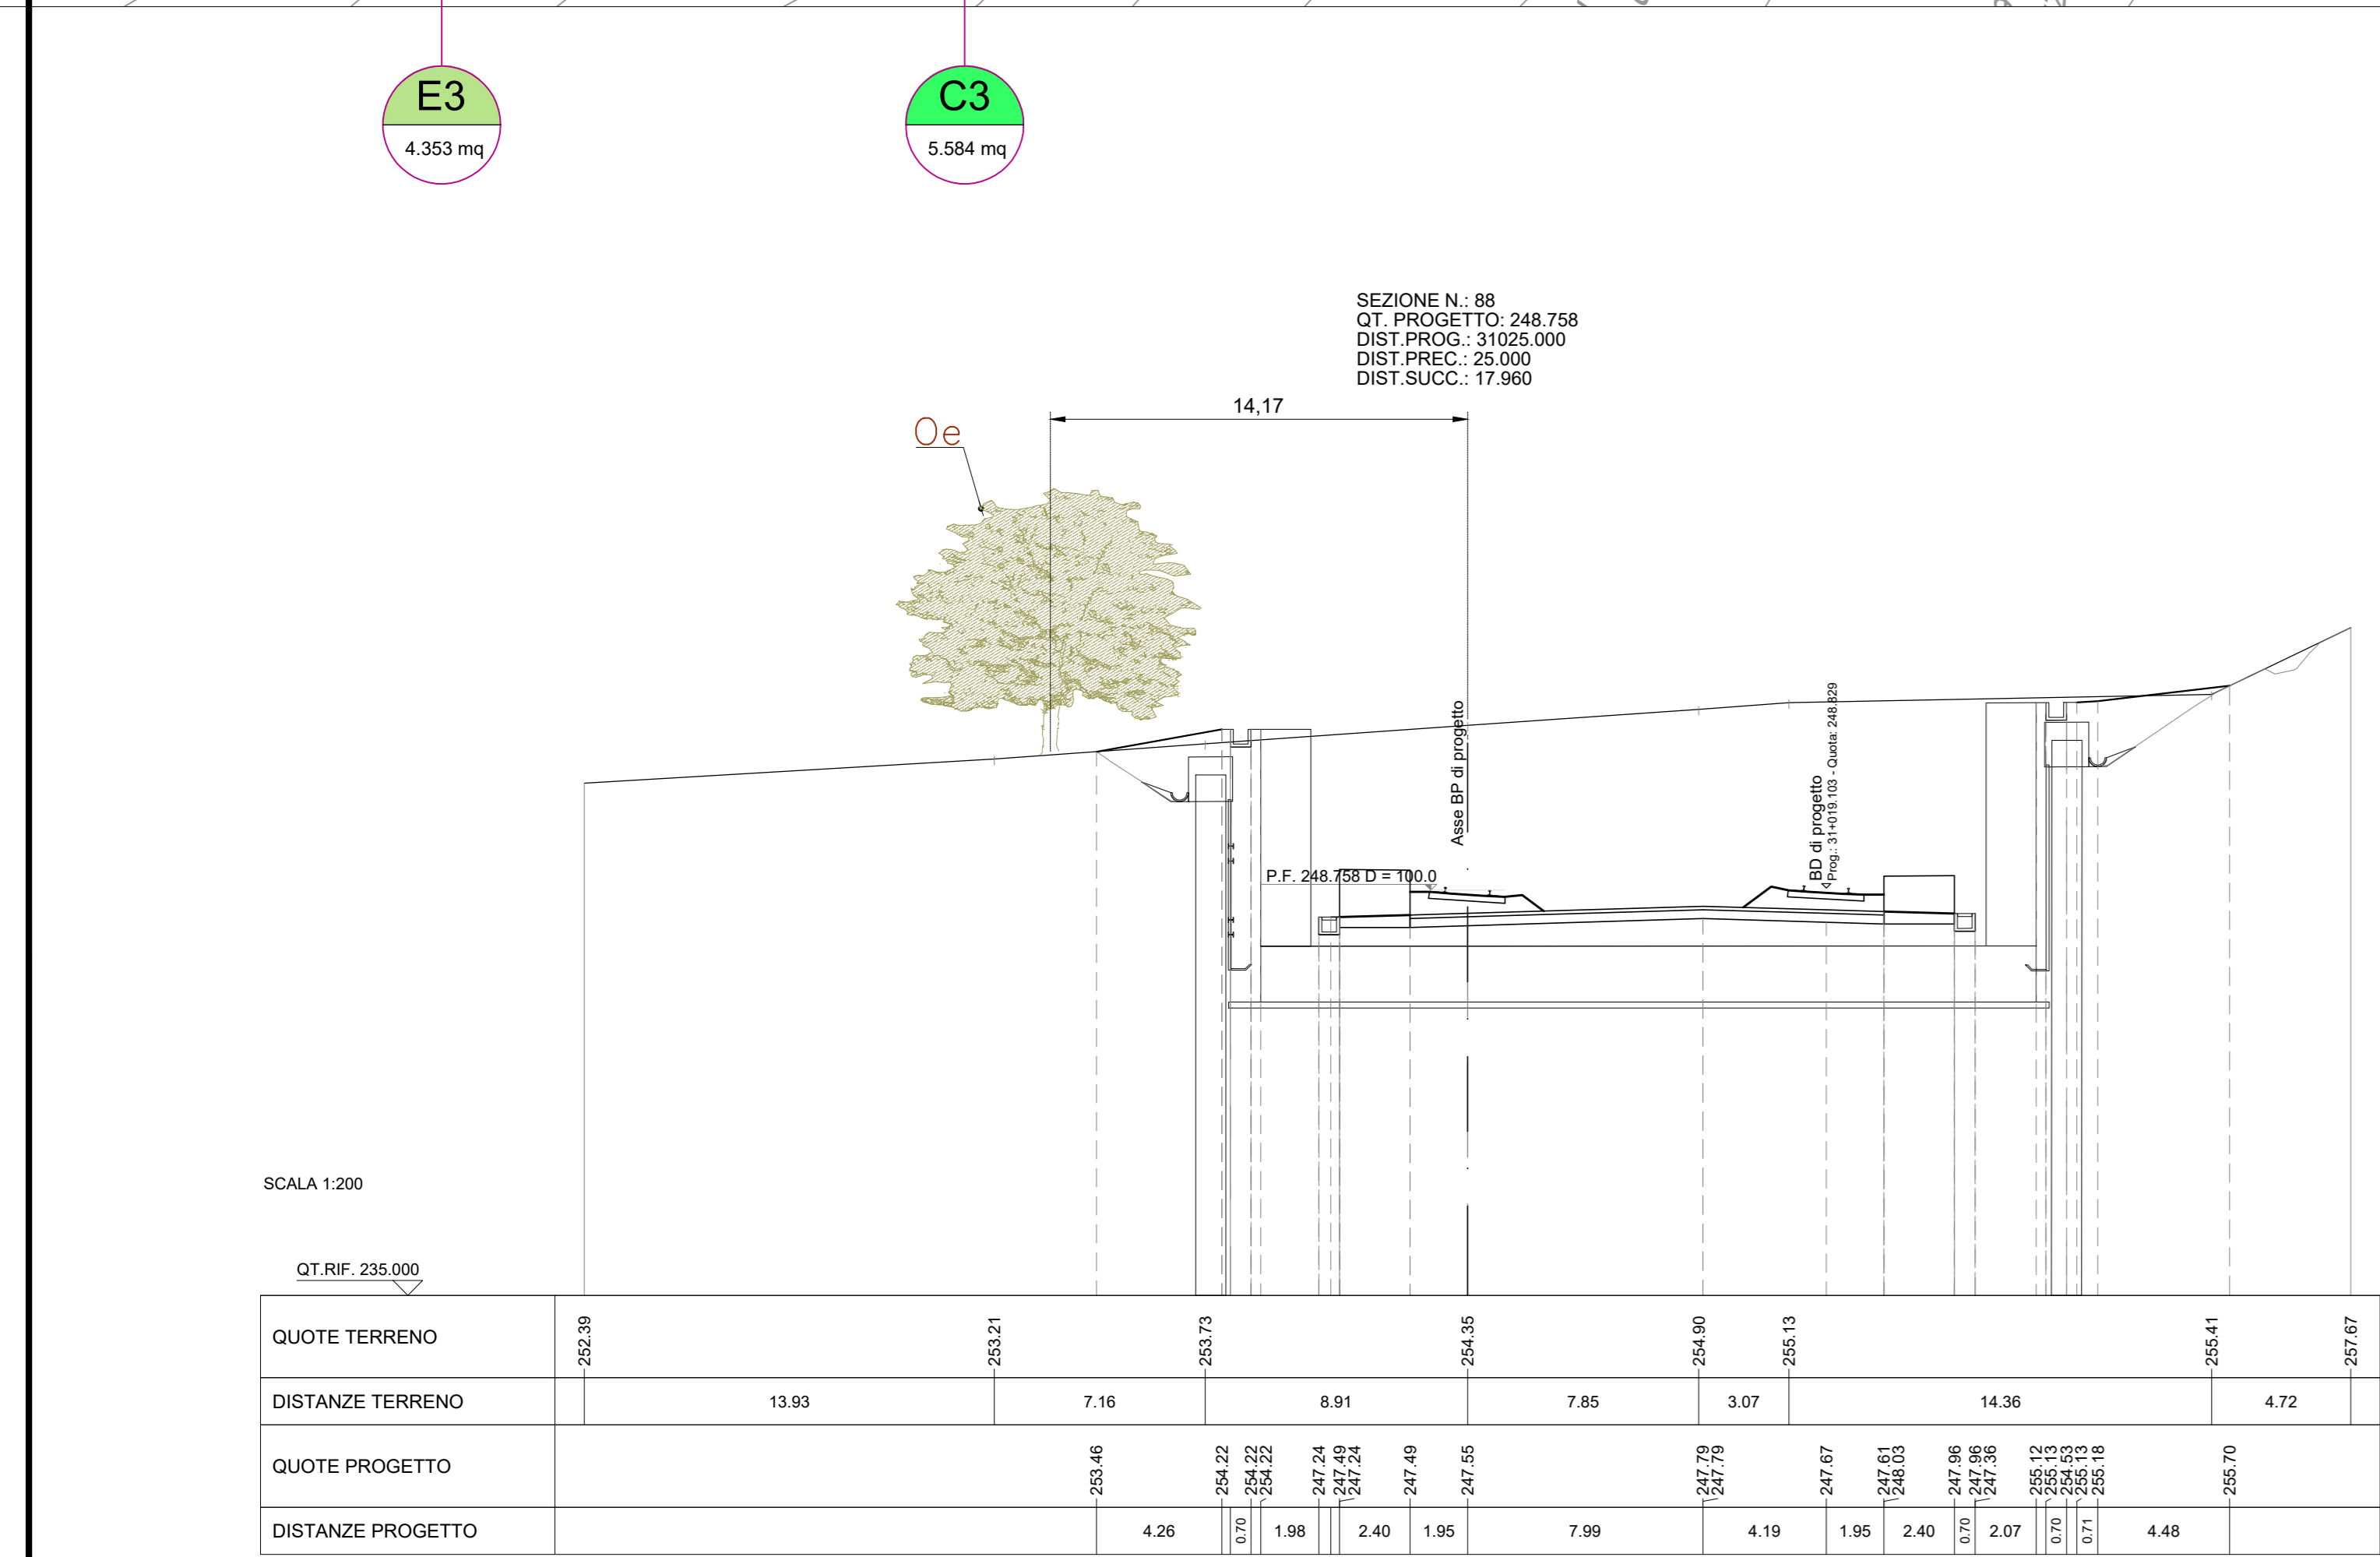 E3
4.353 mq
C3
5.584 mq
SEZIONE N.: 88
QT. PROGETTO: 248.758
DIST.PROG.: 31025.000
DIST.PREC.: 25.000
DIST.SUCC.: 17.960
14,17
Oe
Asse BP di progetto
BD di progetto
Prog.: 31+019.103 - Quota: 248.829
P.F. 248.758 D = 100.0
SCALA 1:200
QT.RIF. 235.000
QUOTE TERRENO 252.39 253.21 253.73 254.35 254.90 255.13 255.41 257.67
DISTANZE TERRENO 13.93 7.16 8.91 7.85 3.07 14.36 4.72
QUOTE PROGETTO 253.46 254.22 254.22 254.22 247.24 247.49 247.24 247.49 247.55 247.79 247.79 247.67 247.61 248.03 247.96 247.96 247.36 255.12 255.13 254.53 255.13 255.18 255.70
DISTANZE PROGETTO 4.26 0.70 1.98 2.40 1.95 7.99 4.19 1.95 2.40 0.70 2.07 0.70 0.71 4.48